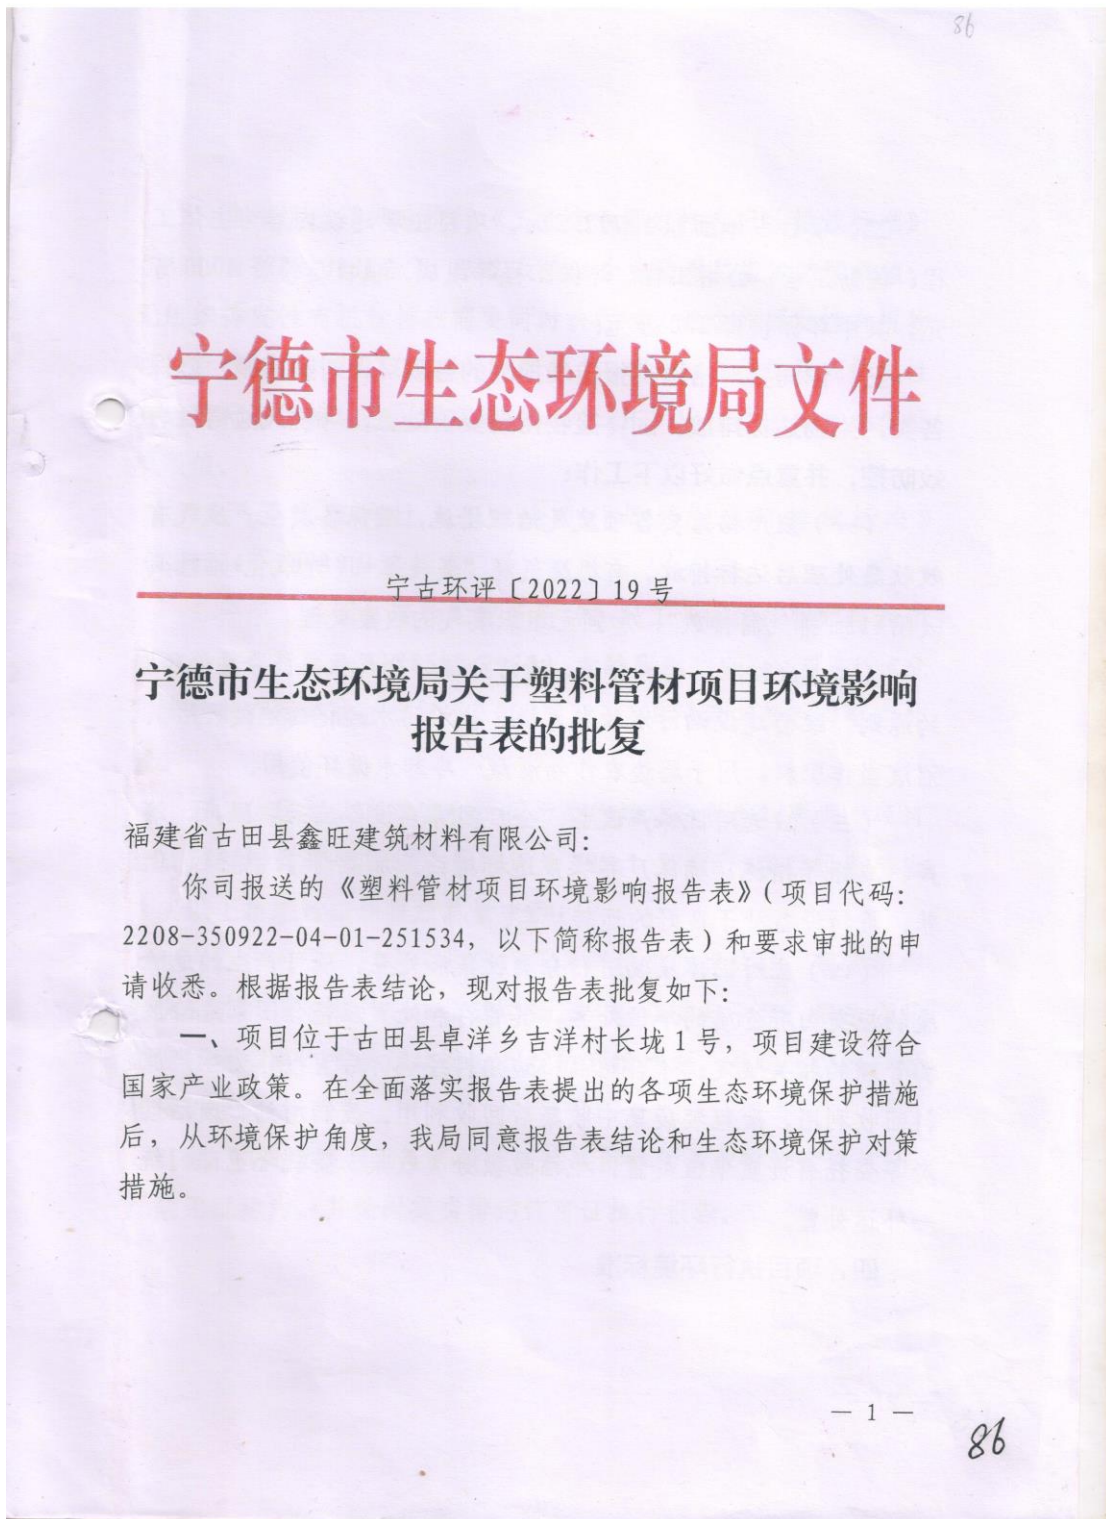 86
宁德市生态环境局文件
宁古环评〔2022〕19号
宁德市生态环境局关于塑料管材项目环境影响
报告表的批复
福建省古田县鑫旺建筑材料有限公司：
你司报送的《塑料管材项目环境影响报告表》（项目代码：
2208-350922-04-01-251534，以下简称报告表）和要求审批的申
请收悉。根据报告表结论，现对报告表批复如下：
一、项目位于古田县卓洋乡吉洋村长垅1号，项目建设符合
国家产业政策。在全面落实报告表提出的各项生态环境保护措施
后，从环境保护角度，我局同意报告表结论和生态环境保护对策
措施。
— 1 —
86